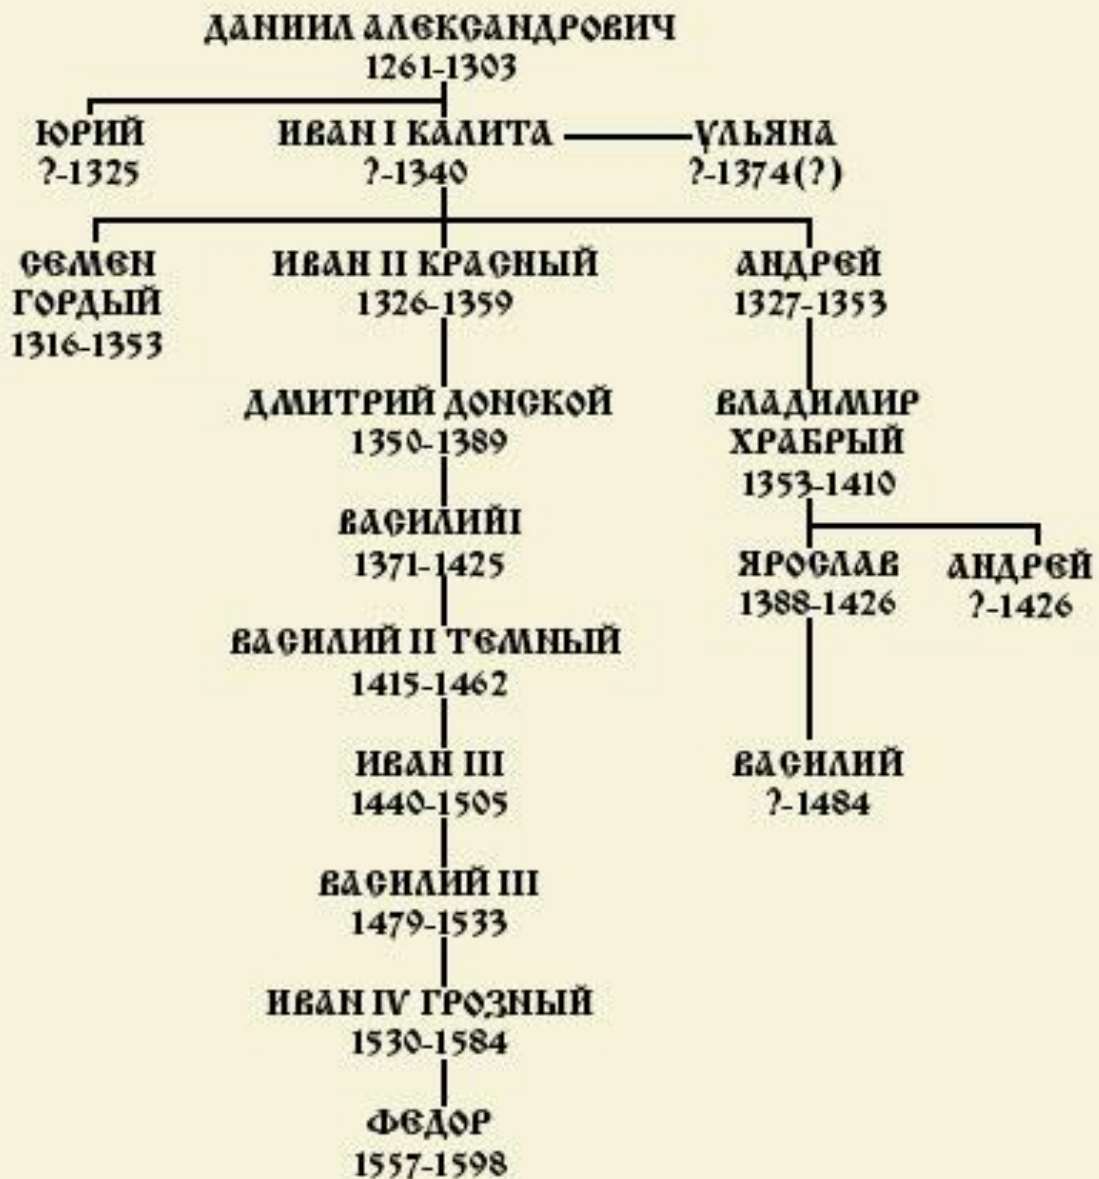 ДАНИИЛ АЛЕКСАНДРОВИЧ
1261-1303
ЮРИЙ
?-1325
ИВАН I КАЛИТА
?-1340
УЛЬЯНА
?-1374(?)
СЕМЕН
ГОРДЫЙ
1316-1353
ИВАН II КРАСНЫЙ
1326-1359
АНДРЕЙ
1327-1353
ДМИТРИЙ ДОНСКОЙ
1350-1389
ВЛАДИМИР
ХРАБРЫЙ
1353-1410
ВАСИЛИЙI
1371-1425
ЯРОСЛАВ
1388-1426
АНДРЕЙ
?-1426
ВАСИЛИЙ II ТЕМНЫЙ
1415-1462
ИВАН III
1440-1505
ВАСИЛИЙ
?-1484
ВАСИЛИЙ III
1479-1533
ИВАН IV ГРОЗНЫЙ
1530-1584
ФЕДОР
1557-1598